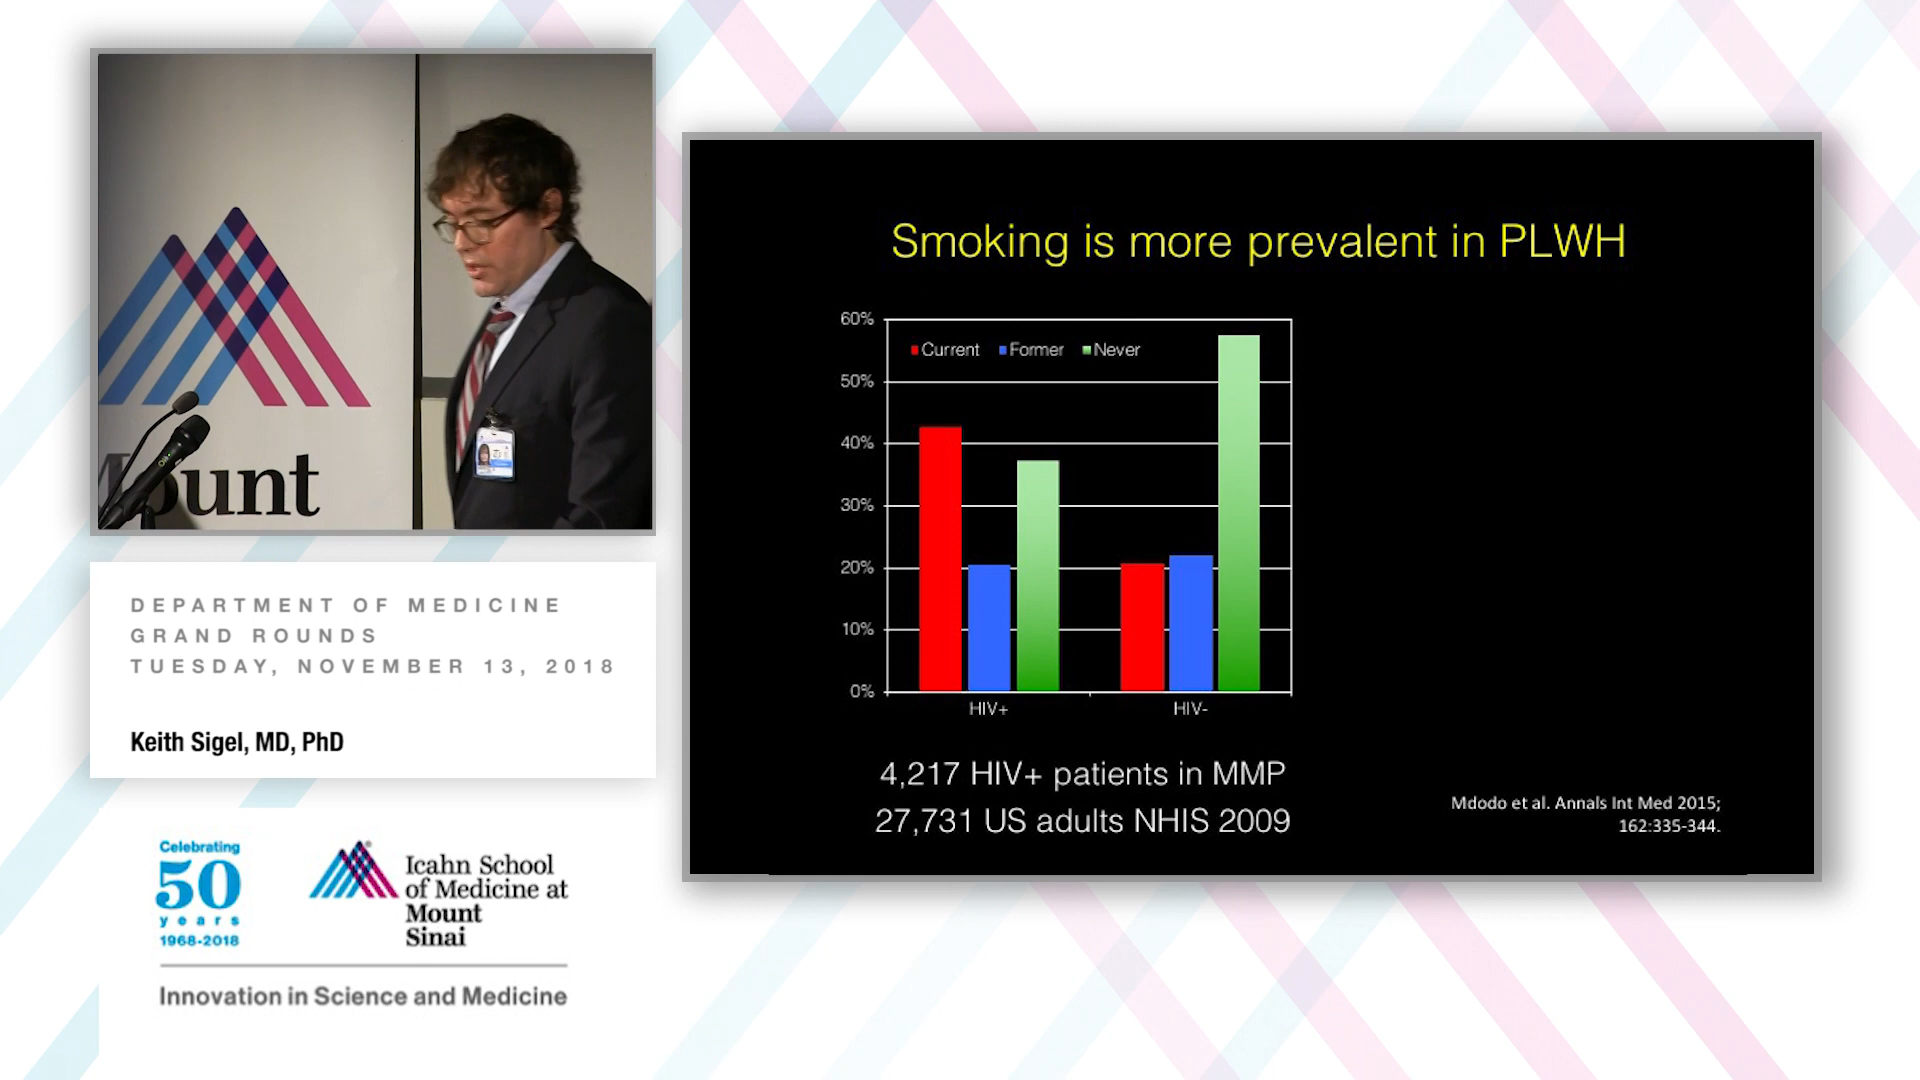 Mount
DEPARTMENT OF MEDICINE
GRAND ROUNDS
TUESDAY, NOVEMBER 13, 2018
Keith Sigel, MD, PhD
Celebrating
50
years
1968-2018
Icahn School
of Medicine at
Mount
Sinai
Innovation in Science and Medicine
Smoking is more prevalent in PLWH
60%
50%
40%
30%
20%
10%
0%
Current Former Never
HIV+ HIV-
4,217 HIV+ patients in MMP
27,731 US adults NHIS 2009
Mdodo et al. Annals Int Med 2015;
162:335-344.